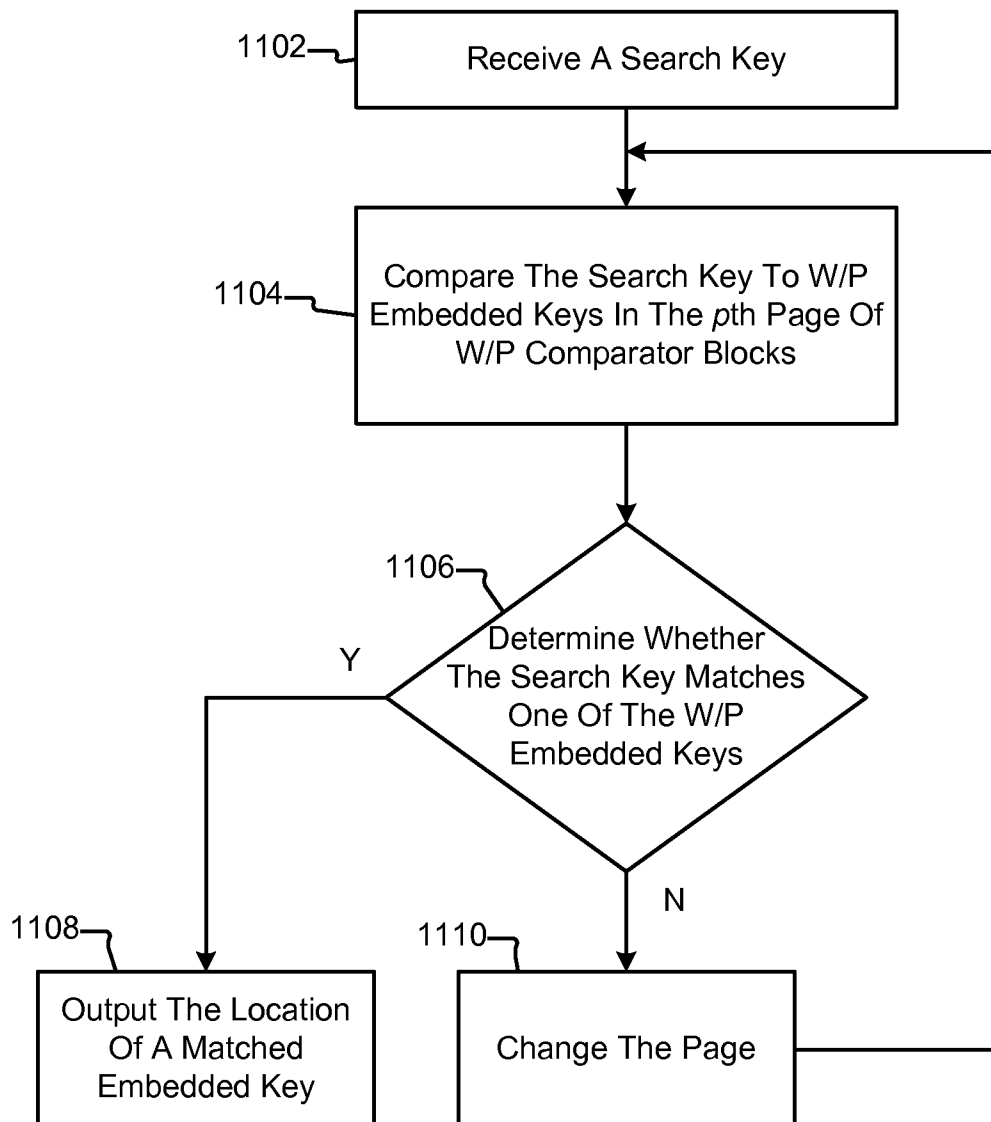 1102
Receive A Search Key
1104
Compare The Search Key To W/P
Embedded Keys In The pth Page Of
W/P Comparator Blocks
1106
Determine Whether
The Search Key Matches
One Of The W/P
Embedded Keys
Y
N
1108
Output The Location
Of A Matched
Embedded Key
1110
Change The Page